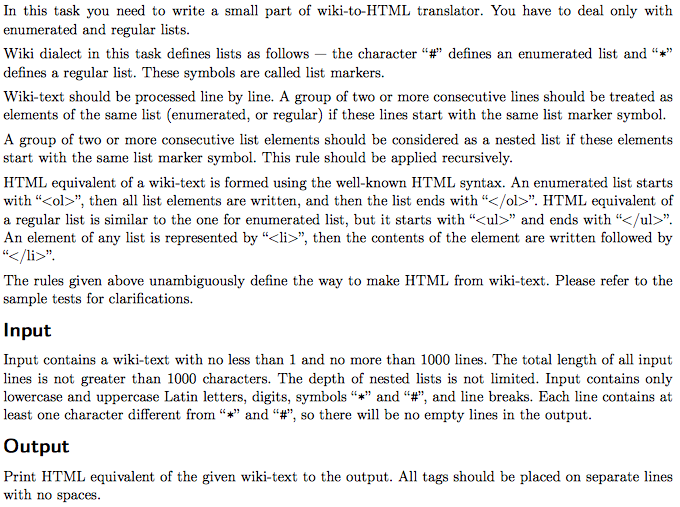 In this task you need to write a small part of wiki-to-HTML translator. You have to deal only with
enumerated and regular lists.
Wiki dialect in this task defines lists as follows — the character “#” defines an enumerated list and “*”
defines a regular list. These symbols are called list markers.
Wiki-text should be processed line by line. A group of two or more consecutive lines should be treated as
elements of the same list (enumerated, or regular) if these lines start with the same list marker symbol.
A group of two or more consecutive list elements should be considered as a nested list if these elements
start with the same list marker symbol. This rule should be applied recursively.
HTML equivalent of a wiki-text is formed using the well-known HTML syntax. An enumerated list starts
with “<ol>”, then all list elements are written, and then the list ends with “</ol>”. HTML equivalent of
a regular list is similar to the one for enumerated list, but it starts with “<ul>” and ends with “</ul>”.
An element of any list is represented by “<li>”, then the contents of the element are written followed by
“</li>”.
The rules given above unambiguously define the way to make HTML from wiki-text. Please refer to the
sample tests for clarifications.
Input
Input contains a wiki-text with no less than 1 and no more than 1000 lines. The total length of all input
lines is not greater than 1000 characters. The depth of nested lists is not limited. Input contains only
lowercase and uppercase Latin letters, digits, symbols “*” and “#”, and line breaks. Each line contains at
least one character different from “*” and “#”, so there will be no empty lines in the output.
Output
Print HTML equivalent of the given wiki-text to the output. All tags should be placed on separate lines
with no spaces.